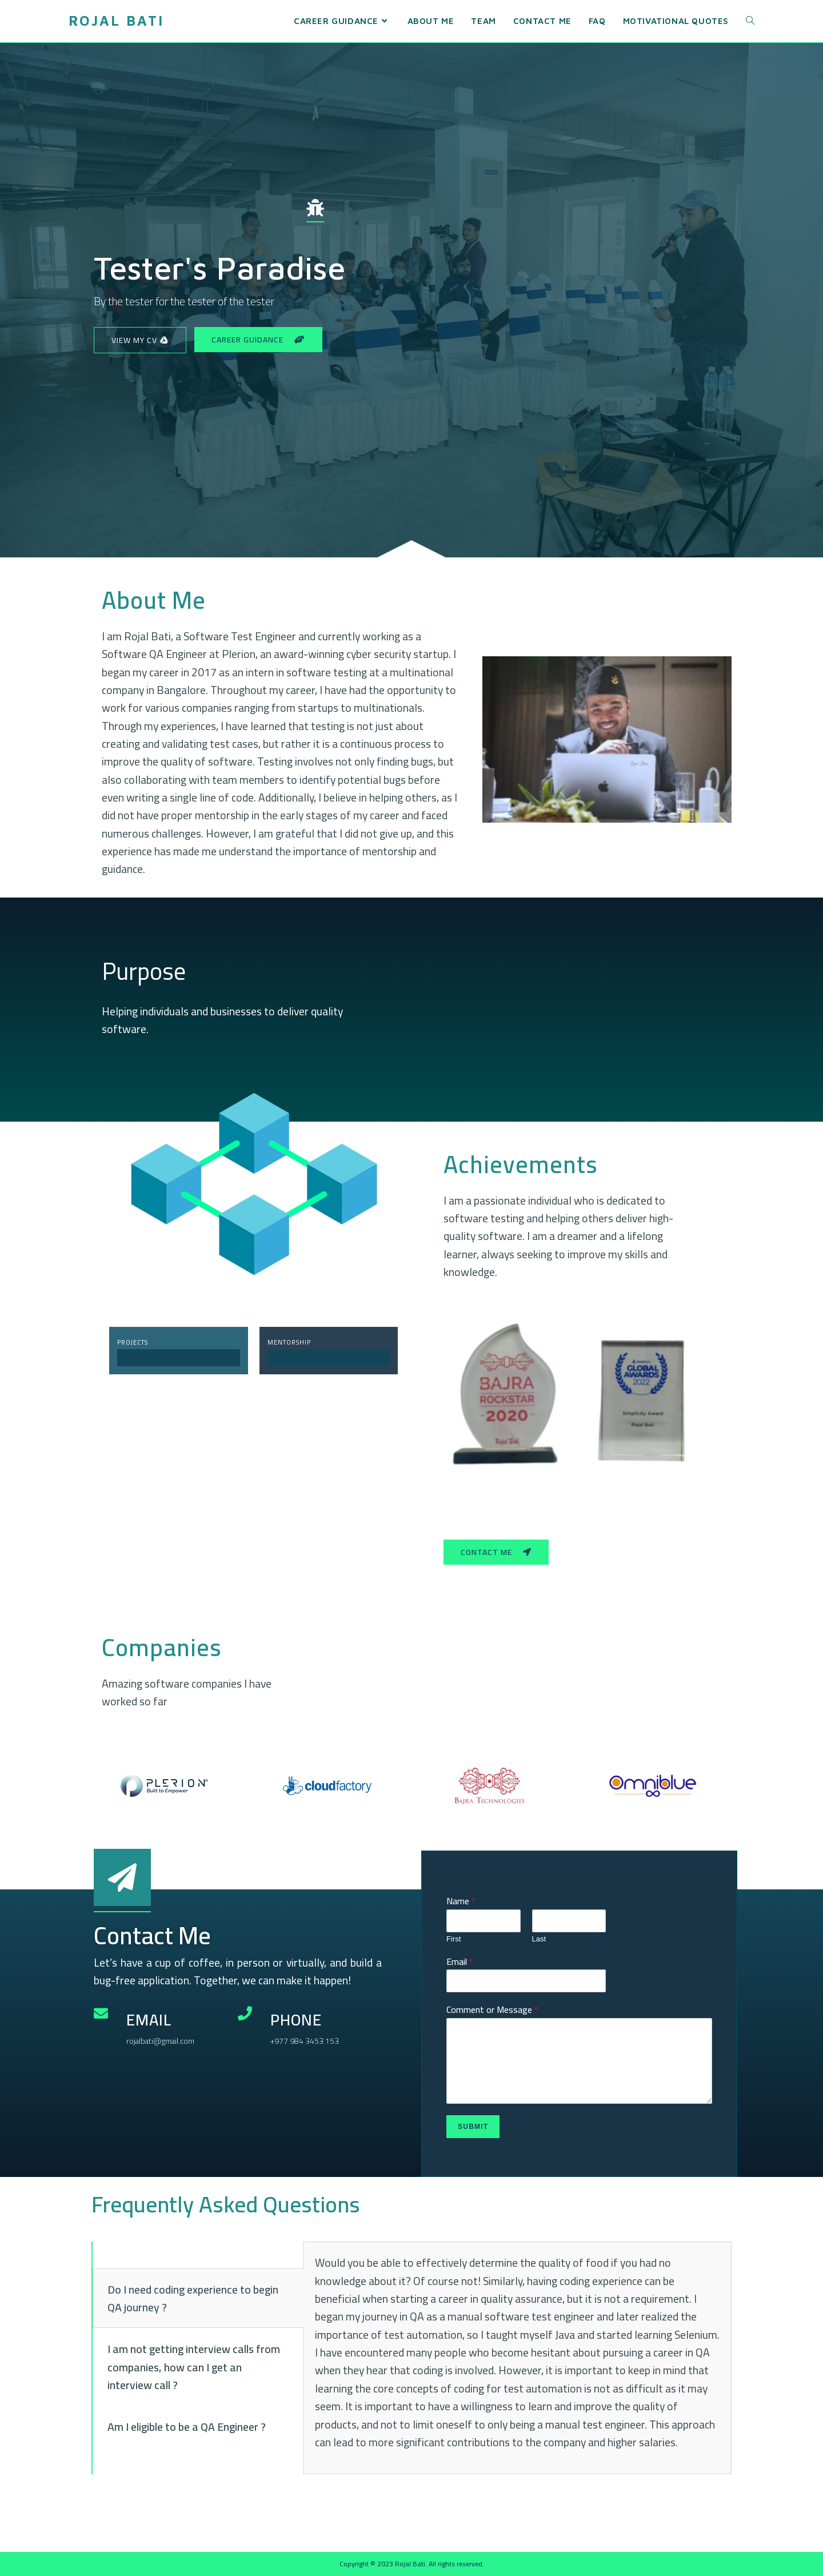 ROJAL BATI
CAREER GUIDANCE ABOUT ME TEAM CONTACT ME FAQ MOTIVATIONAL QUOTES
Tester's Paradise
By the tester for the tester of the tester
VIEW MY CV CAREER GUIDANCE
About Me
I am Rojal Bati, a Software Test Engineer and currently working as a
Software QA Engineer at Plerion, an award-winning cyber security startup. I
began my career in 2017 as an intern in software testing at a multinational
company in Bangalore. Throughout my career, I have had the opportunity to
work for various companies ranging from startups to multinationals.
Through my experiences, I have learned that testing is not just about
creating and validating test cases, but rather it is a continuous process to
improve the quality of software. Testing involves not only finding bugs, but
also collaborating with team members to identify potential bugs before
even writing a single line of code. Additionally, I believe in helping others, as I
did not have proper mentorship in the early stages of my career and faced
numerous challenges. However, I am grateful that I did not give up, and this
experience has made me understand the importance of mentorship and
guidance.
Purpose
Helping individuals and businesses to deliver quality
software.
Achievements
I am a passionate individual who is dedicated to
software testing and helping others deliver high-
quality software. I am a dreamer and a lifelong
learner, always seeking to improve my skills and
knowledge.
PROJECTS
MENTORSHIP
BAJRA
ROCKSTAR
2020
Rojal Bati
GLOBAL
AWARDS
2022
Simplicity Award
Rojal Bati
CONTACT ME
Companies
Amazing software companies I have
worked so far
PLERION
Built to Empower
cloudfactory
BAJRA TECHNOLOGIES
Omniblue
Contact Me
Let's have a cup of coffee, in person or virtually, and build a
bug-free application. Together, we can make it happen!
EMAIL
rojalbati@gmail.com
PHONE
+977 984 3453 153
Name *
First Last
Email *
Comment or Message *
SUBMIT
Frequently Asked Questions
Do I need coding experience to begin
QA journey ?
I am not getting interview calls from
companies, how can I get an
interview call ?
Am I eligible to be a QA Engineer ?
Would you be able to effectively determine the quality of food if you had no
knowledge about it? Of course not! Similarly, having coding experience can be
beneficial when starting a career in quality assurance, but it is not a requirement. I
began my journey in QA as a manual software test engineer and later realized the
importance of test automation, so I taught myself Java and started learning Selenium.
I have encountered many people who become hesitant about pursuing a career in QA
when they hear that coding is involved. However, it is important to keep in mind that
learning the core concepts of coding for test automation is not as difficult as it may
seem. It is important to have a willingness to learn and improve the quality of
products, and not to limit oneself to only being a manual test engineer. This approach
can lead to more significant contributions to the company and higher salaries.
Copyright © 2023 Rojal Bati. All rights reserved.